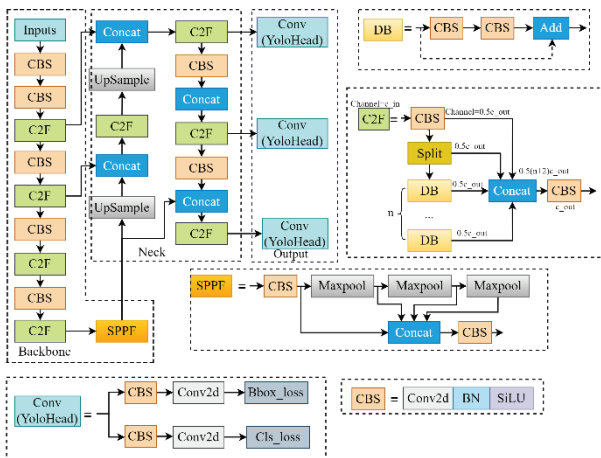 Inputs
CBS
CBS
C2F
CBS
C2F
CBS
C2F
CBS
C2F
Backbone
SPPF
Concat
UpSample
C2F
Concat
UpSample
C2F
CBS
Concat
C2F
CBS
Concat
C2F
Neck
Conv
(YoloHead)
Conv
(YoloHead)
Conv
(YoloHead)
Output
DB = CBS CBS Add
Channel=c_in
C2F = CBS Channel=0.5c_out
Split 0.5c_out
0.5(n+2)c_out
n DB 0.5c_out Concat CBS
c_out
...
DB 0.5c_out
SPPF = CBS Maxpool Maxpool Maxpool
Concat CBS
Conv
(YoloHead)
=
CBS Conv2d Bbox_loss
CBS Conv2d Cls_loss
CBS = Conv2d BN SiLU